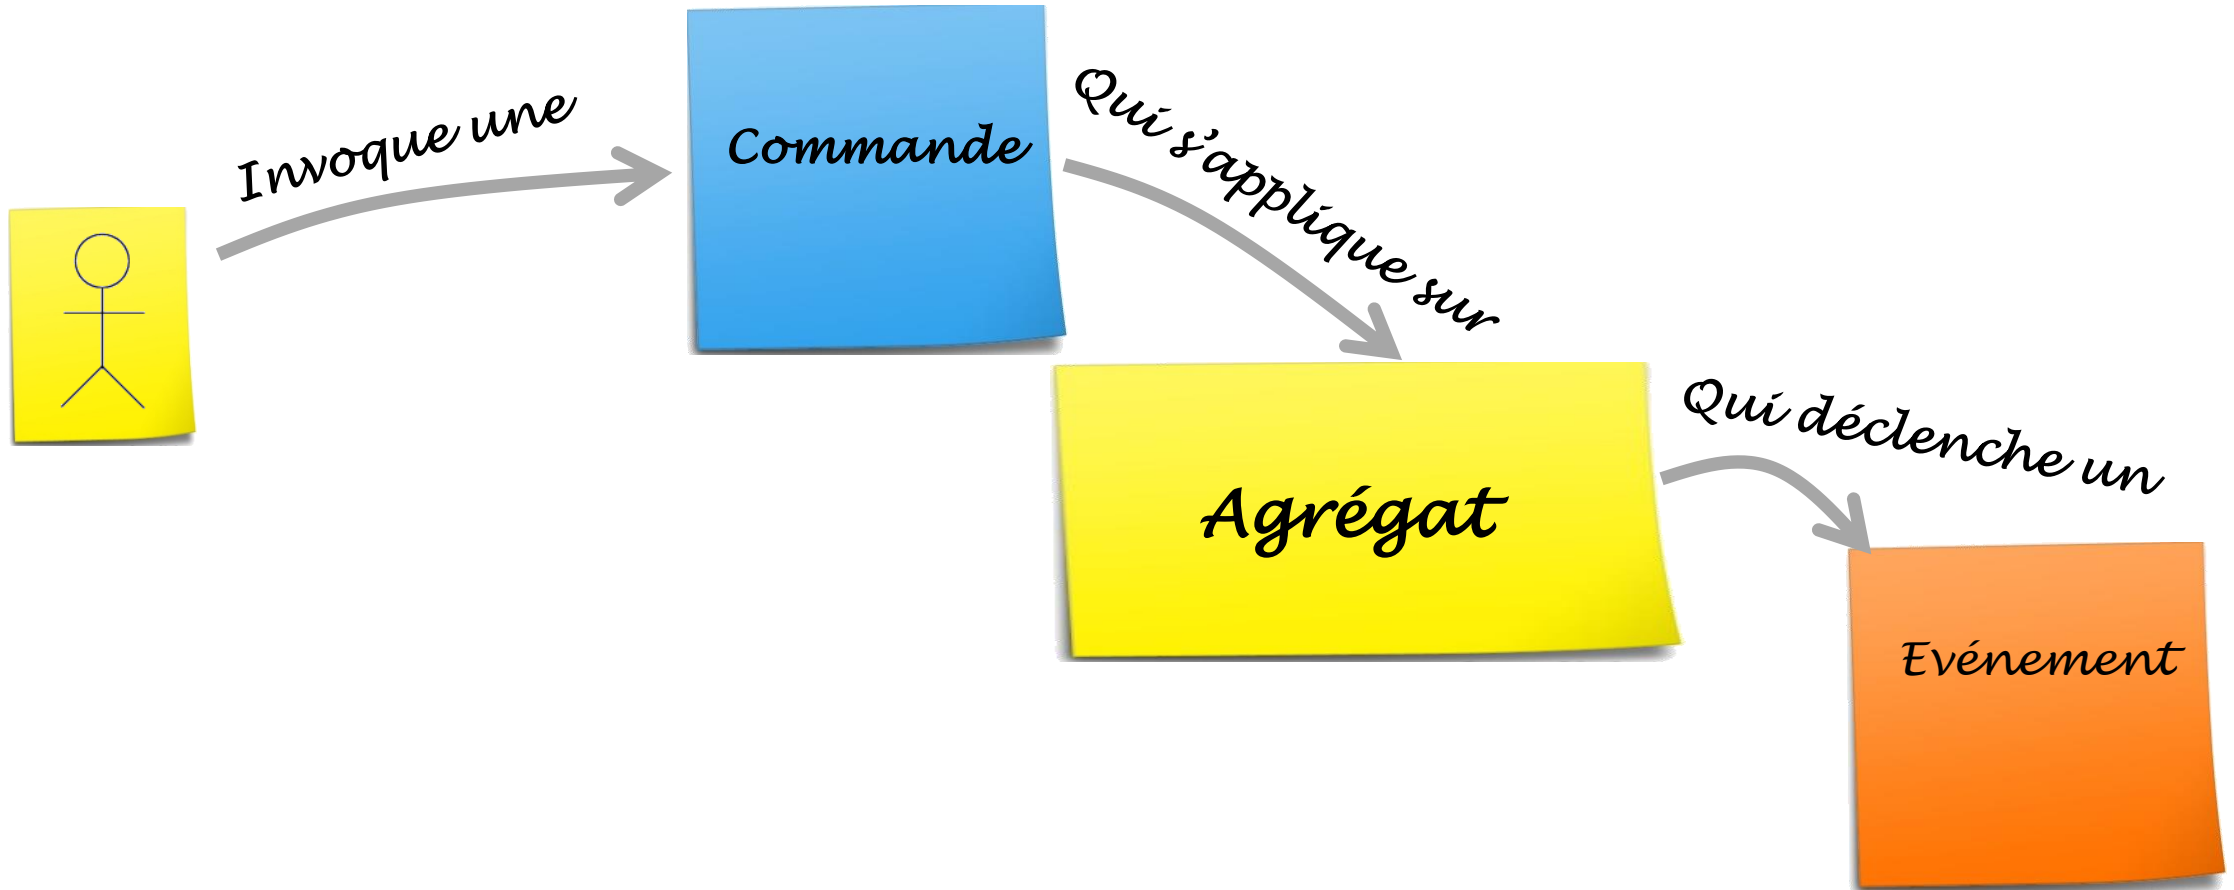 Invoque une
Commande
Qui s'applique sur
Agrégat
Qui déclenche un
Evénement